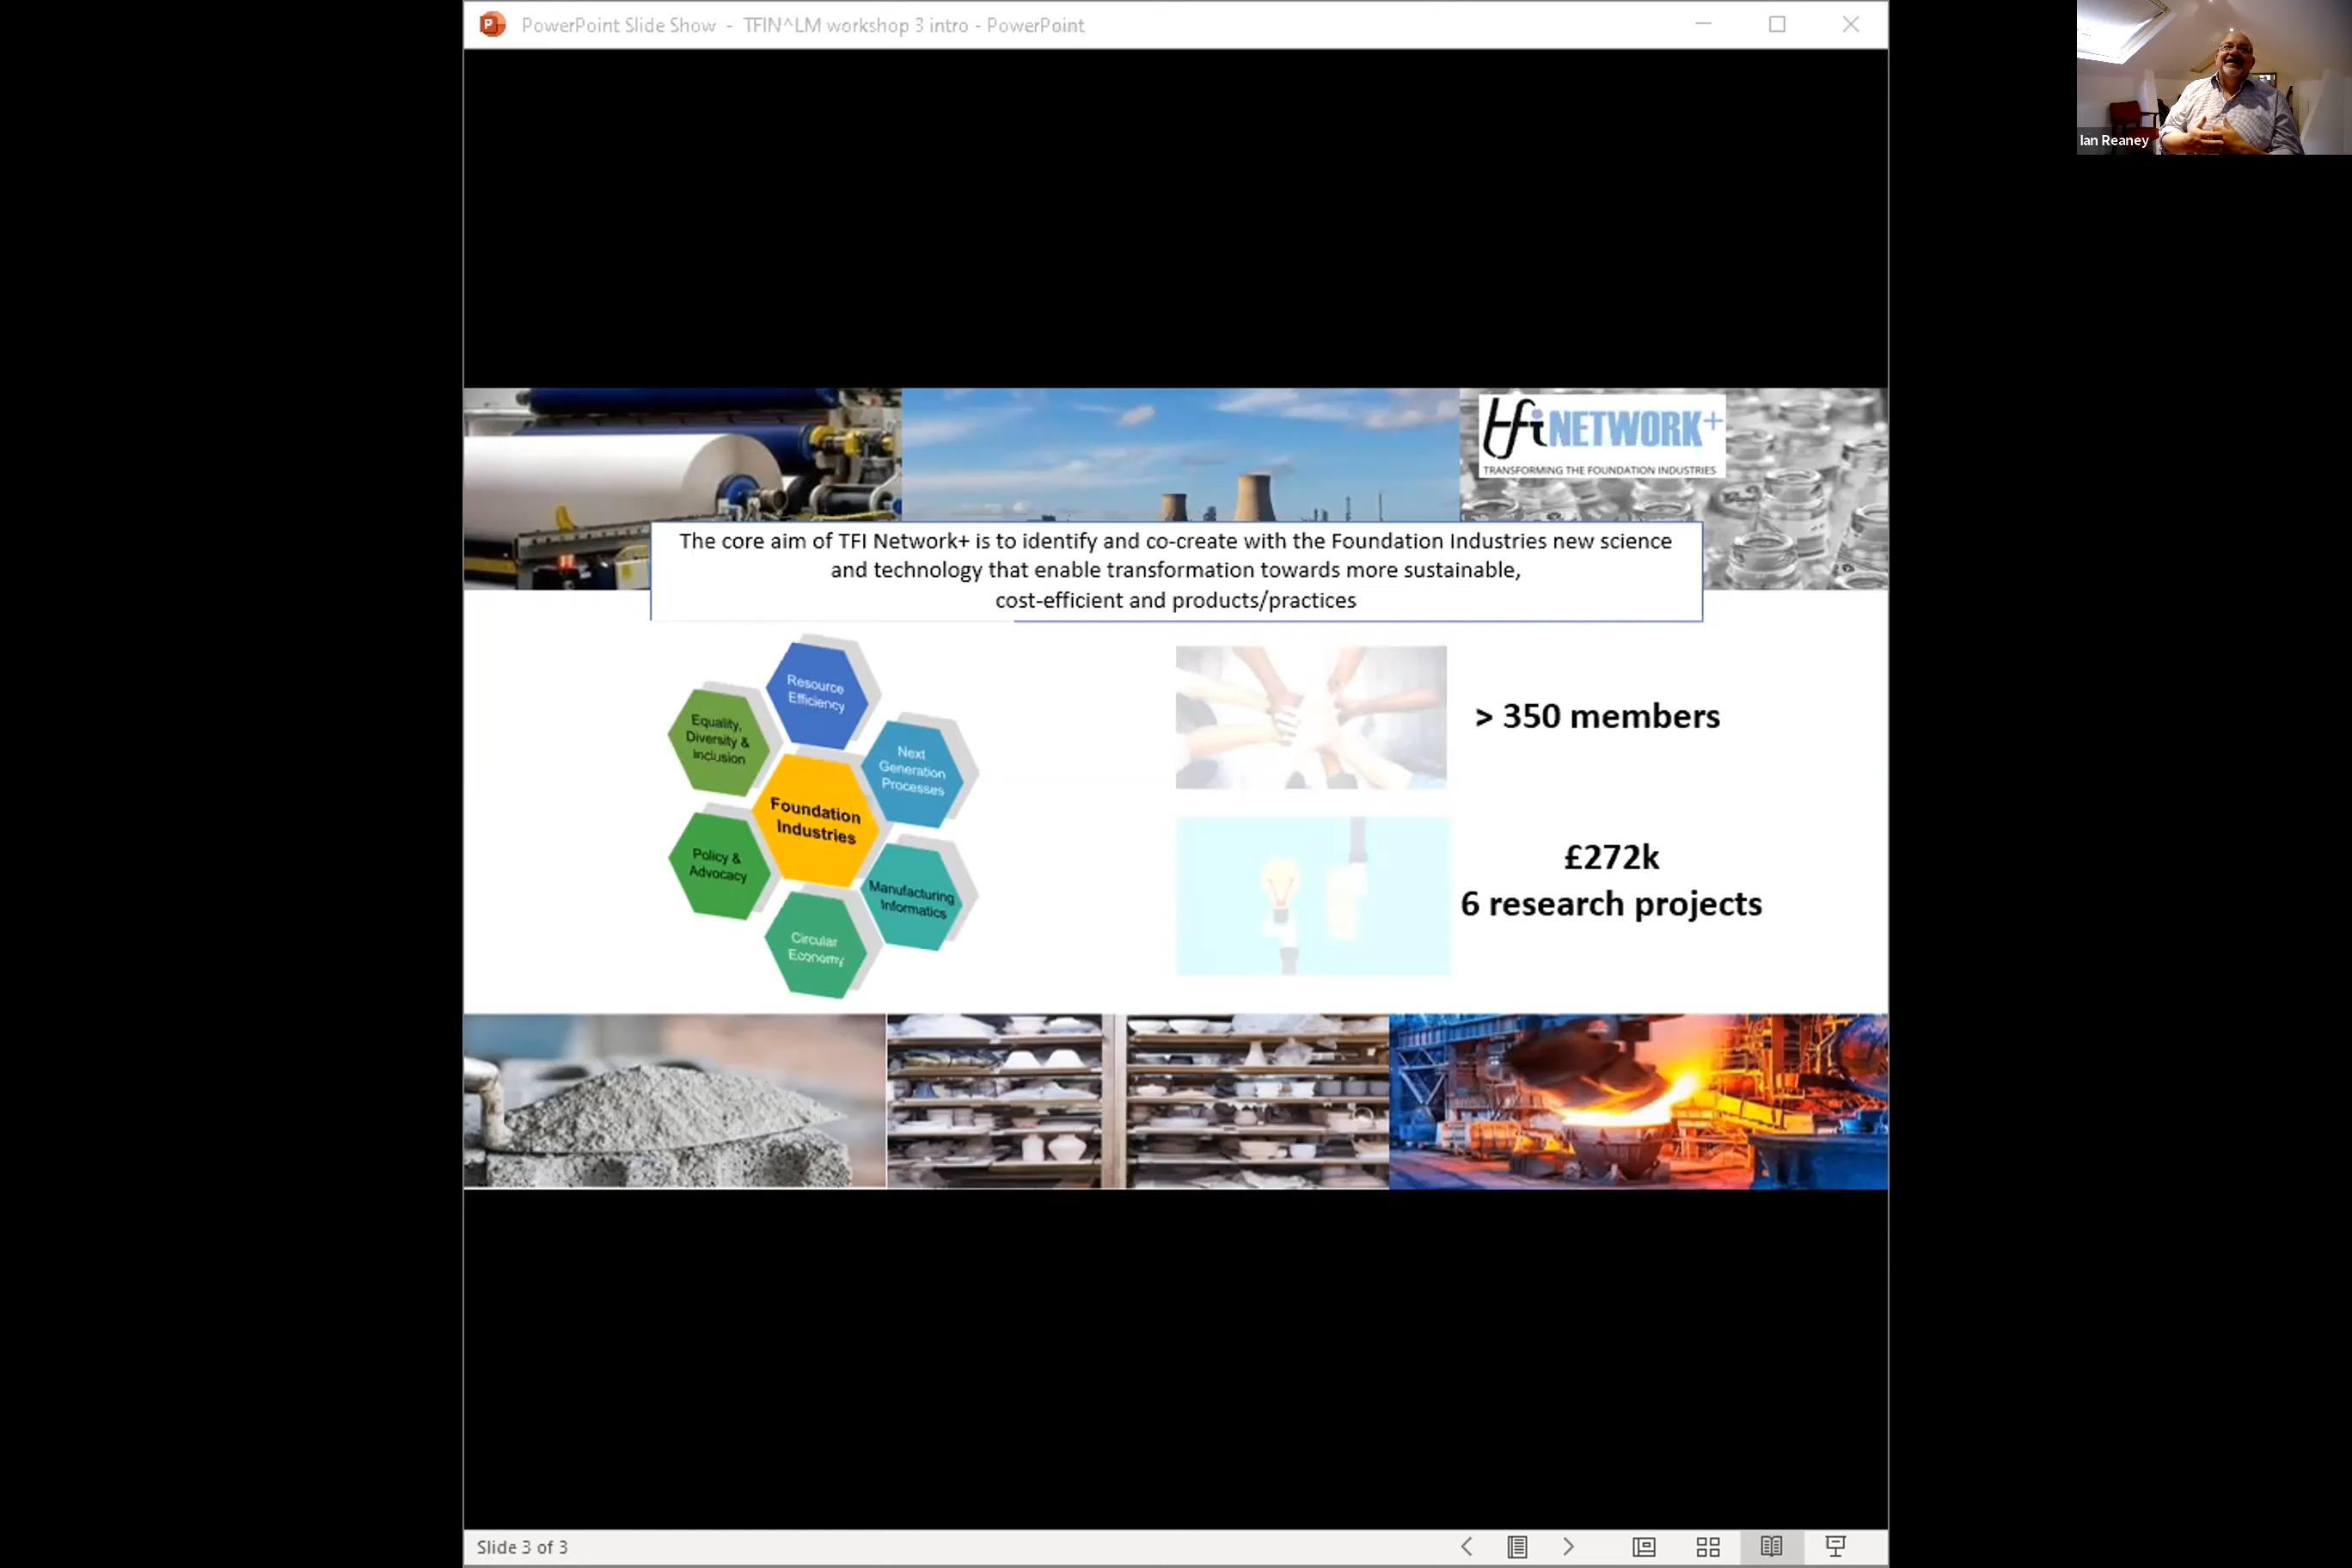 PowerPoint Slide Show - TFIN^LM workshop 3 intro - PowerPoint
Ian Reaney
tfi NETWORK+
TRANSFORMING THE FOUNDATION INDUSTRIES
The core aim of TFI Network+ is to identify and co-create with the Foundation Industries new science
and technology that enable transformation towards more sustainable,
cost-efficient and products/practices
Resource
Efficiency
Equality,
Diversity &
Inclusion
Next
Generation
Processes
Foundation
Industries
Policy &
Advocacy
Manufacturing
Informatics
Circular
Economy
> 350 members
£272k
6 research projects
Slide 3 of 3